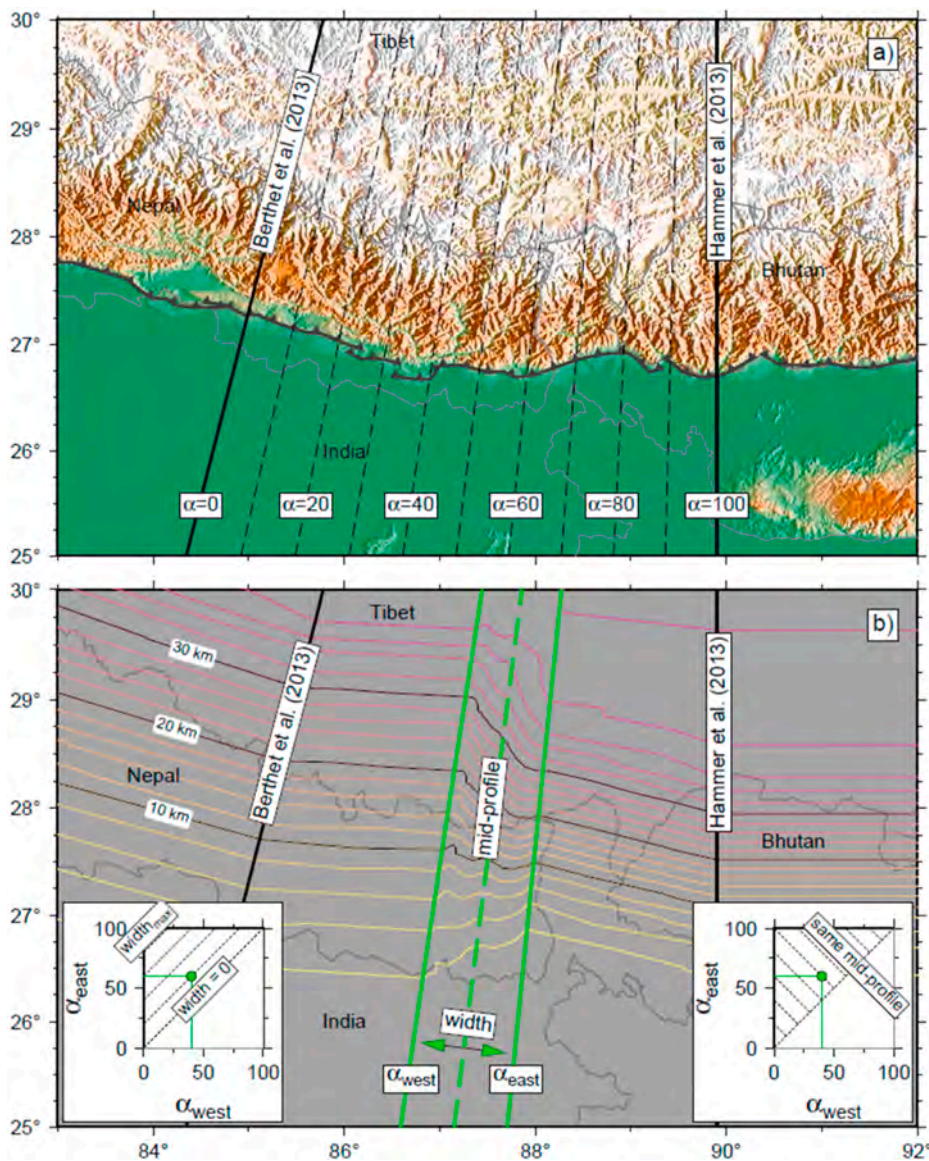 30°
29°
28°
27°
26°
25°
Tibet
a)
Berthet et al. (2013)
Hammer et al. (2013)
Nepal
Bhutan
India
α=0
α=20
α=40
α=60
α=80
α=100
30°
29°
28°
27°
26°
25°
Tibet
b)
30 km
20 km
10 km
Berthet et al. (2013)
Hammer et al. (2013)
Nepal
mid-profile
Bhutan
India
width
αwest
αeast
100
50
0
αeast
widthmax
width = 0
0 50 100
αwest
100
50
0
αeast
same mid-profile
0 50 100
αwest
84° 86° 88° 90° 92°